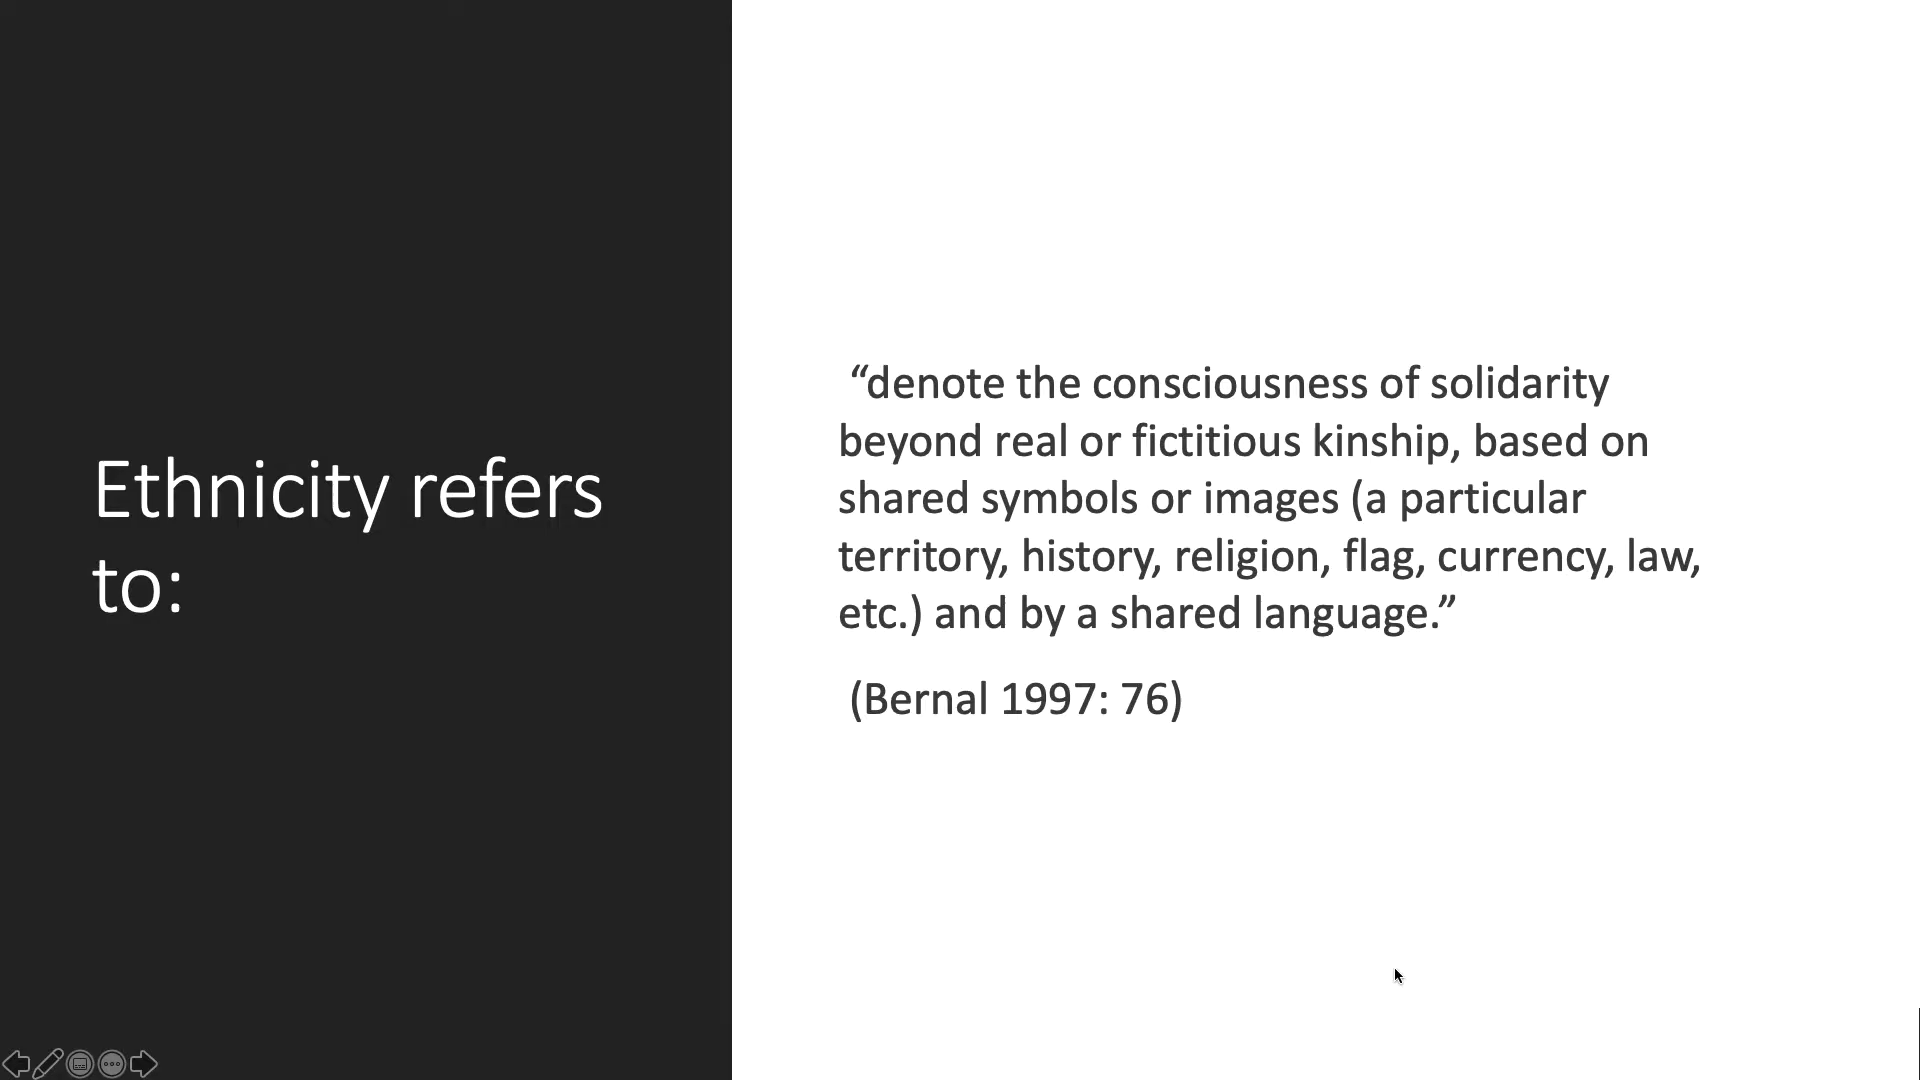 Ethnicity refers
to:
“denote the consciousness of solidarity
beyond real or fictitious kinship, based on
shared symbols or images (a particular
territory, history, religion, flag, currency, law,
etc.) and by a shared language.”
(Bernal 1997: 76)